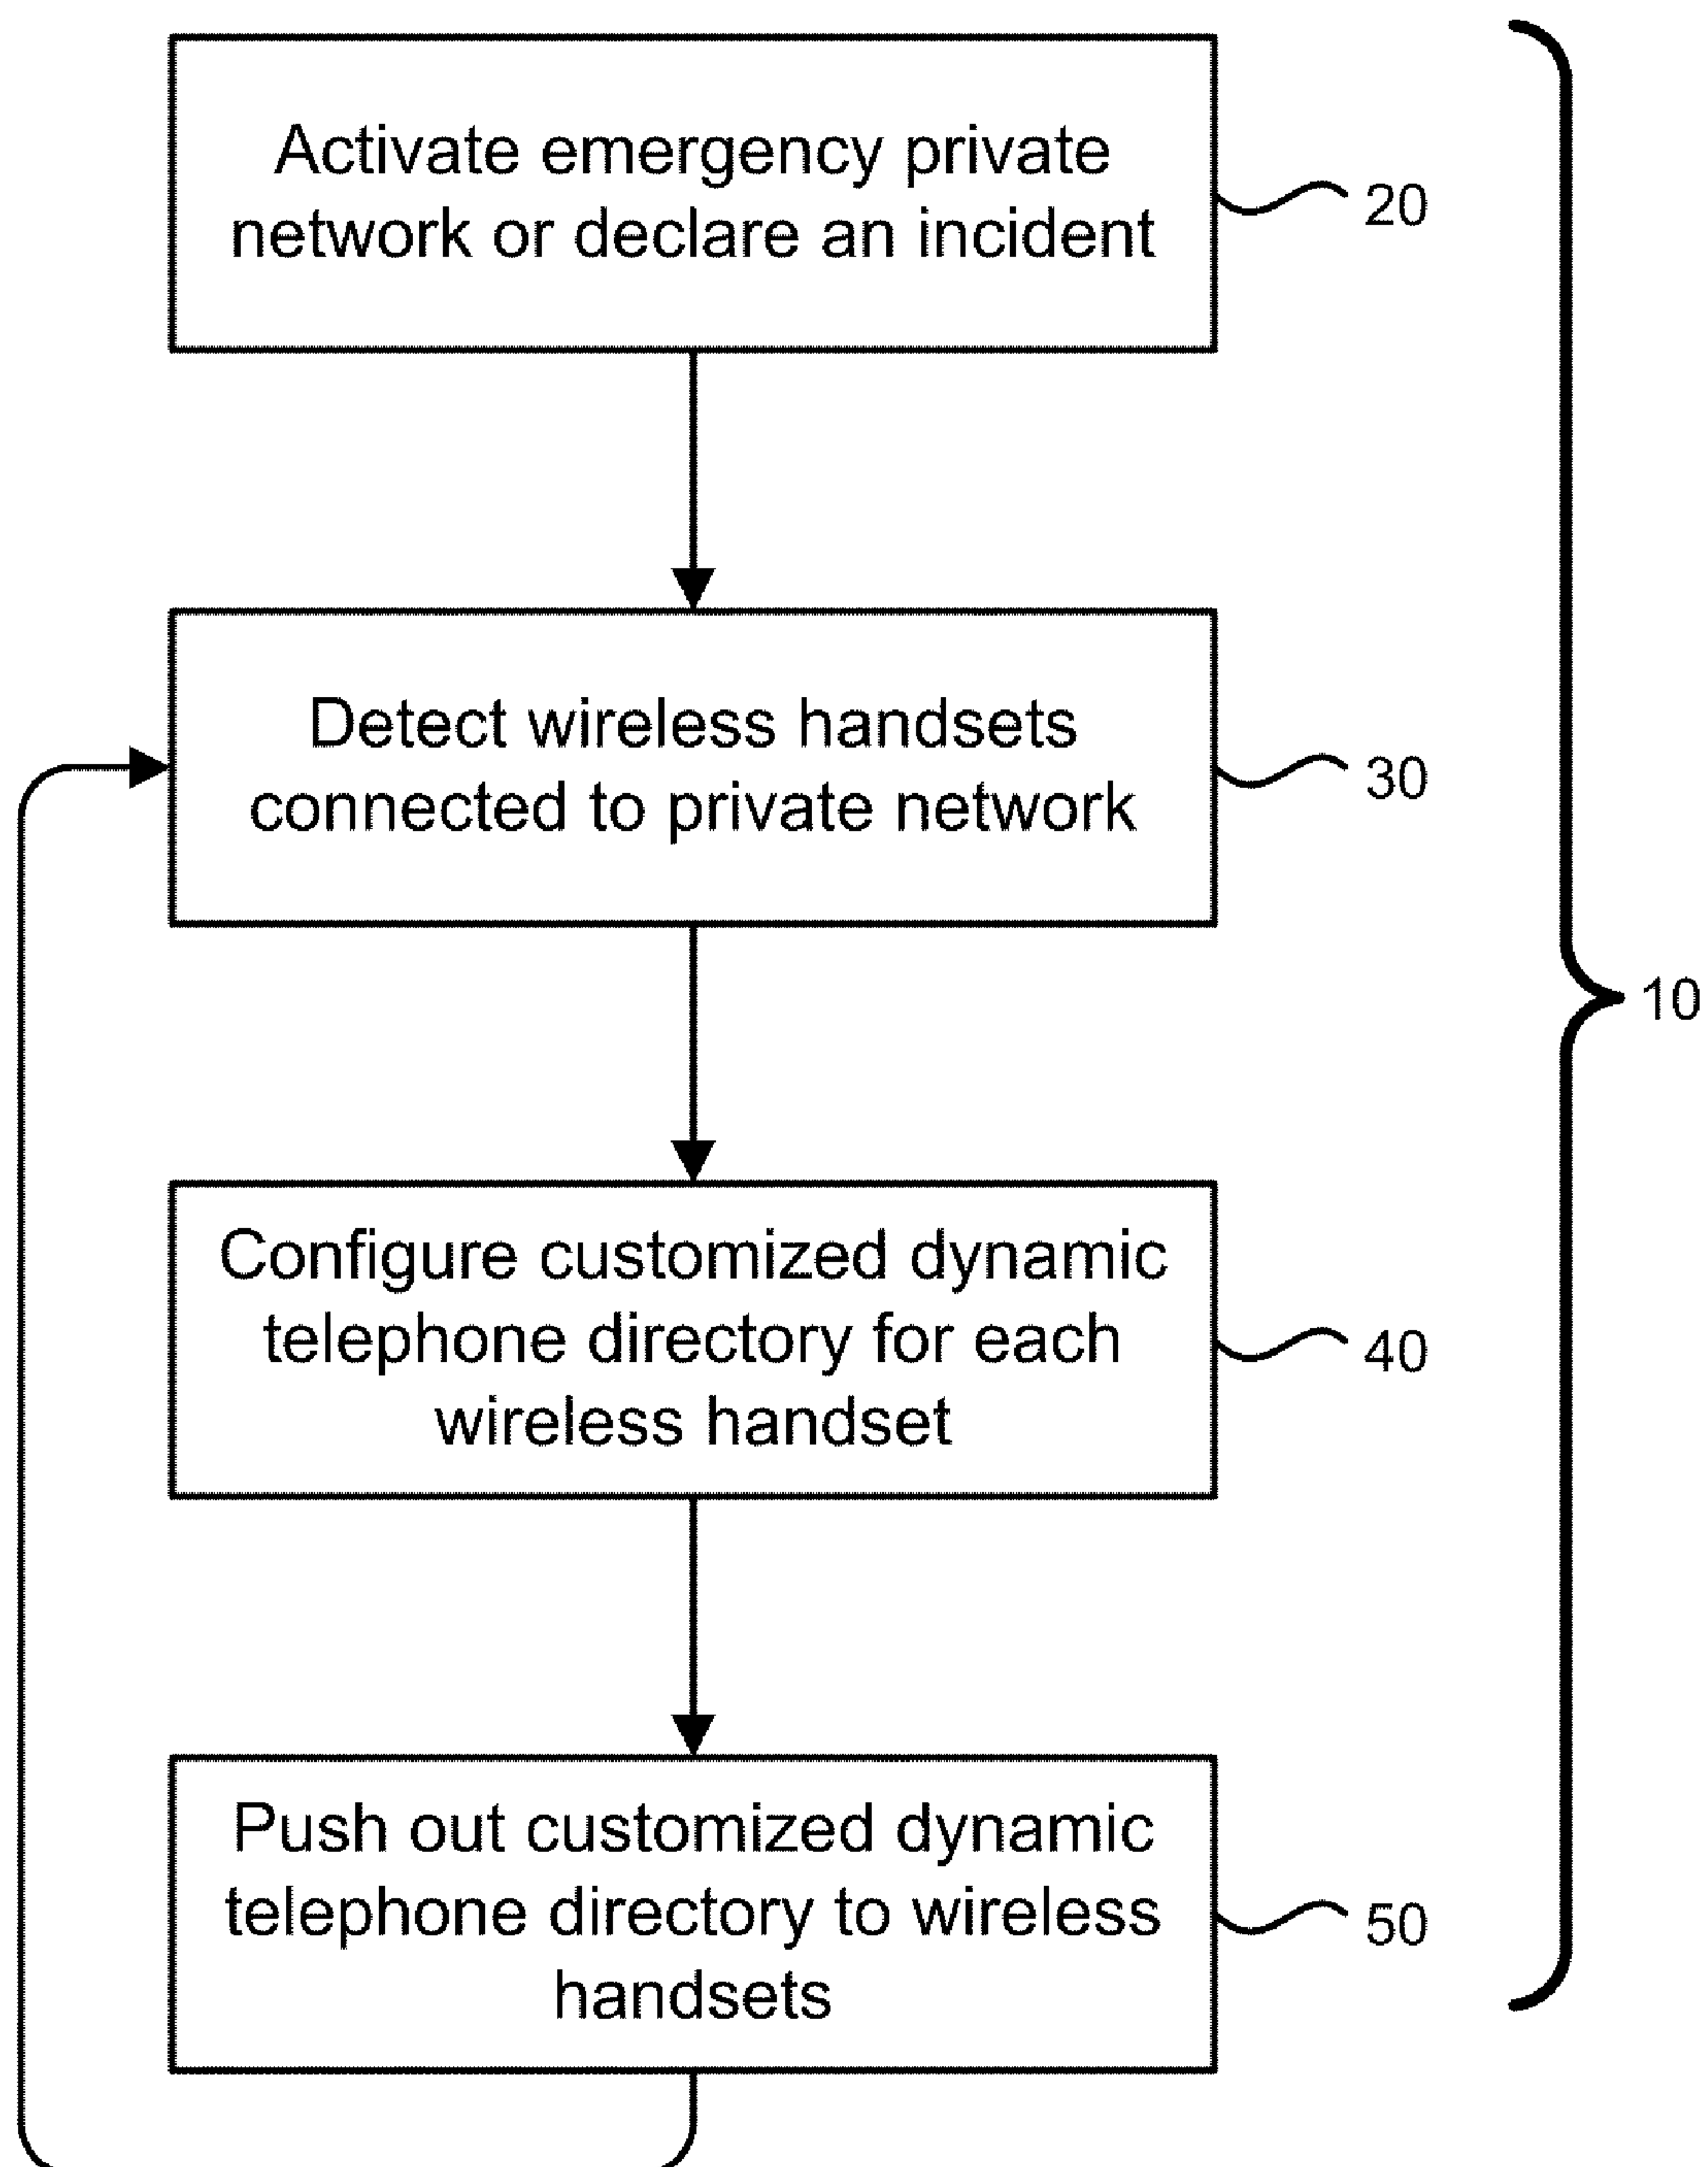 Activate emergency private
network or declare an incident
20
Detect wireless handsets
connected to private network
30
10
Configure customized dynamic
telephone directory for each
wireless handset
40
Push out customized dynamic
telephone directory to wireless
handsets
50